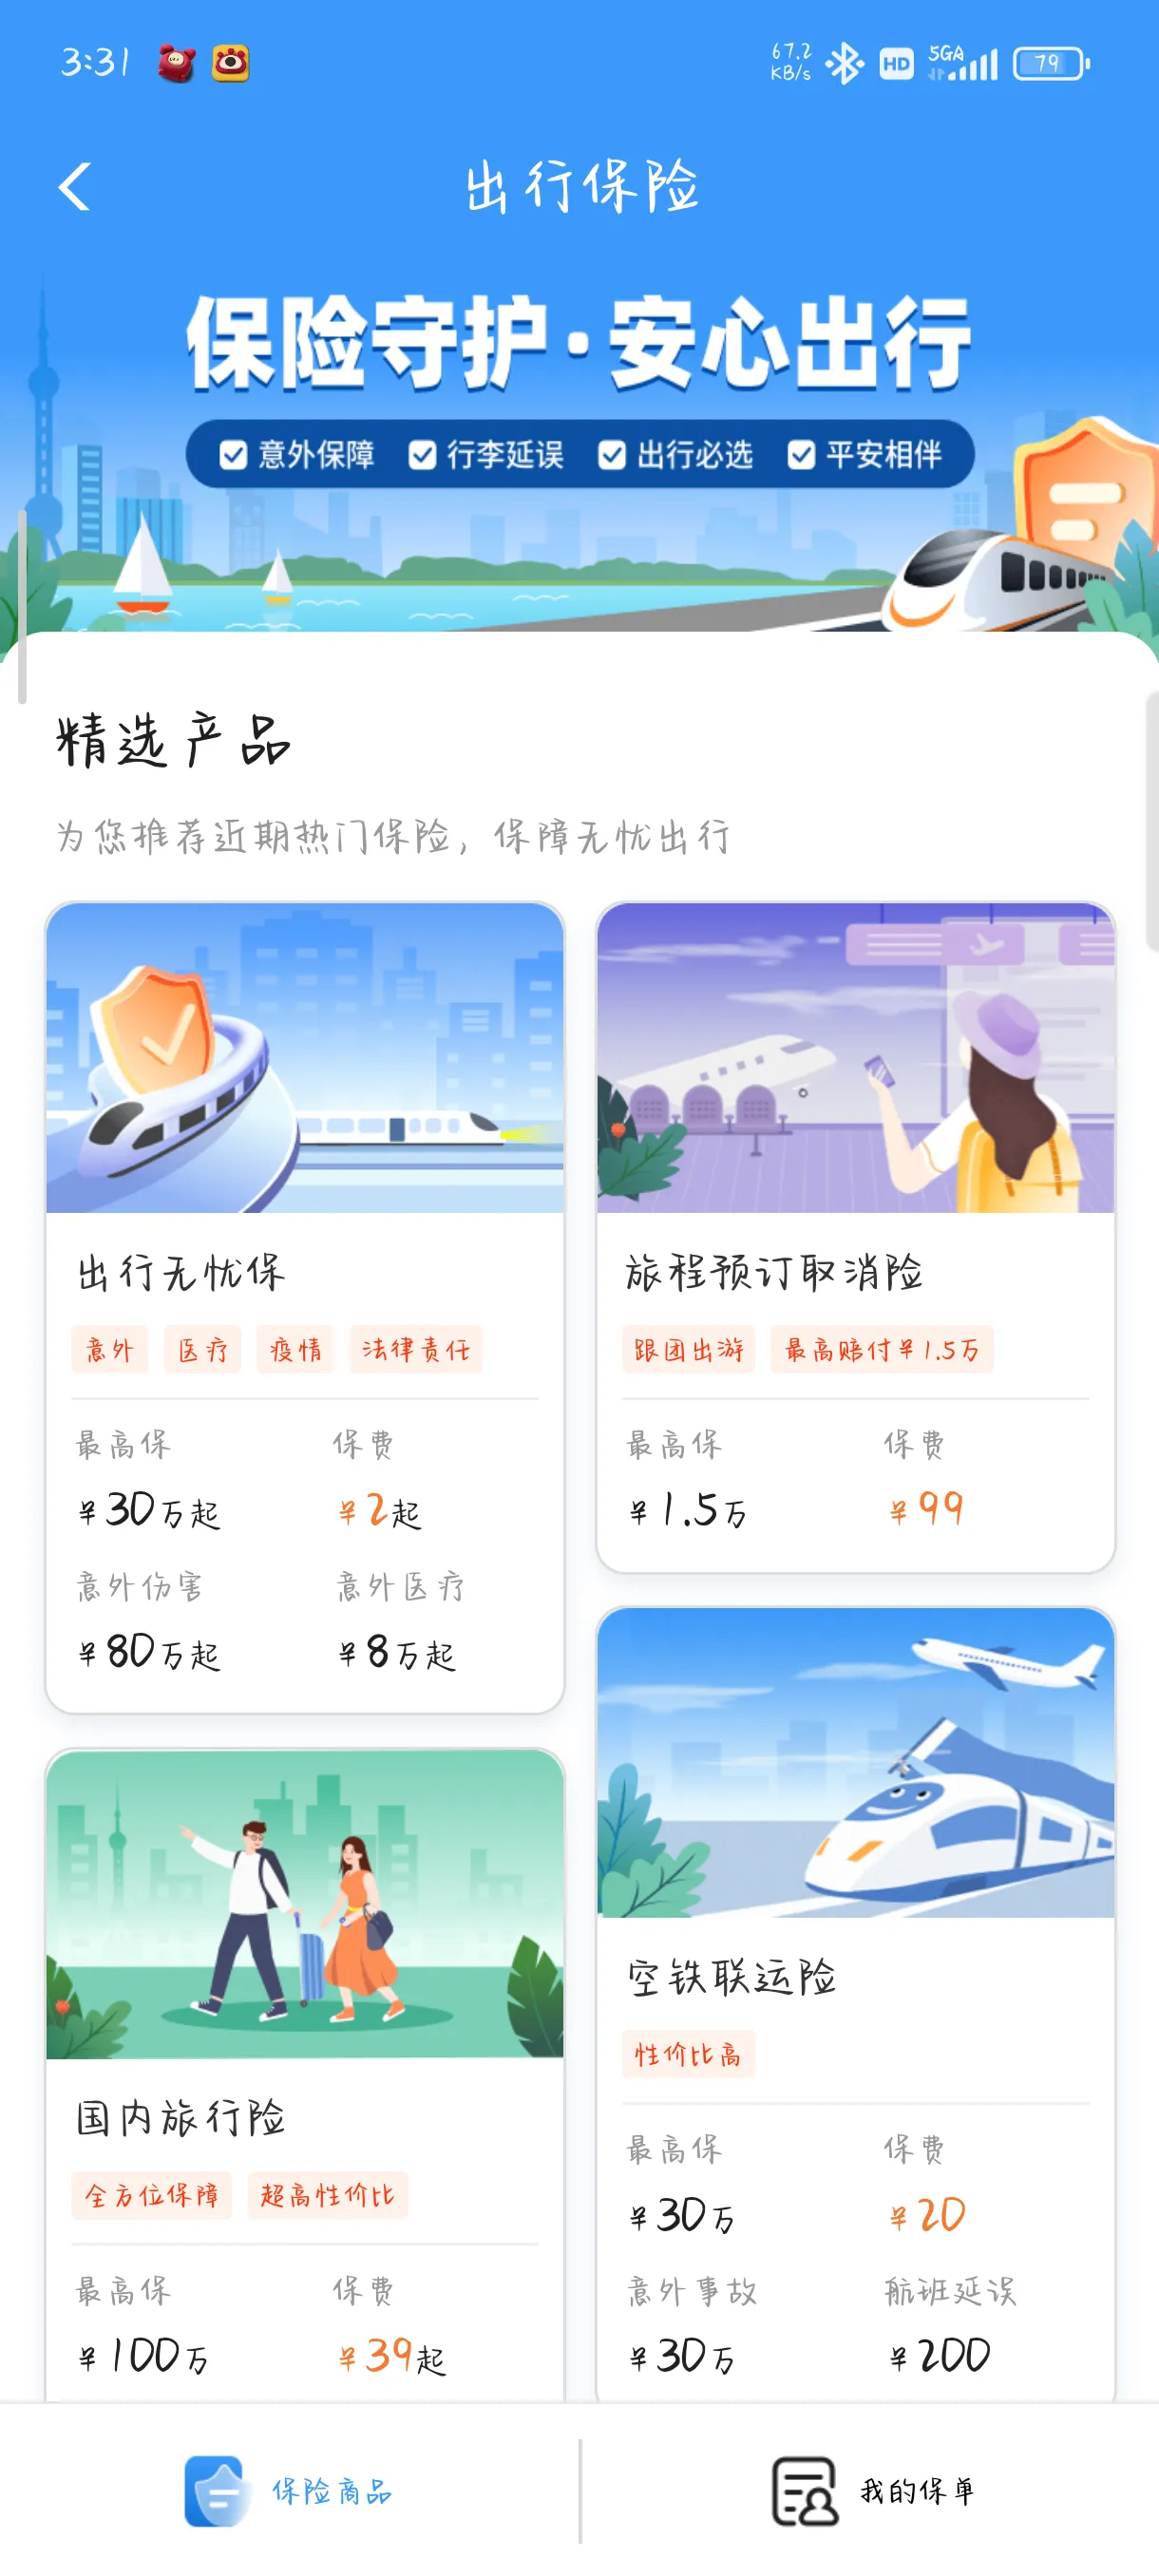 3:31
67.2 KB/s HD 5GA 79
出行保险
保险守护·安心出行
意外保障 行李延误 出行必选 平安相伴
精选产品
为您推荐近期热门保险，保障无忧出行
出行无忧保
意外 医疗 疫情 法律责任
最高保 保费
¥30万起 ¥2起
意外伤害 意外医疗
¥80万起 ¥8万起
旅程预订取消险
跟团出游 最高赔付¥1.5万
最高保 保费
¥1.5万 ¥99
国内旅行险
全方位保障 超高性价比
最高保 保费
¥100万 ¥39起
空铁联运险
性价比高
最高保 保费
¥30万 ¥20
意外事故 航班延误
¥30万 ¥200
保险商品 我的保单